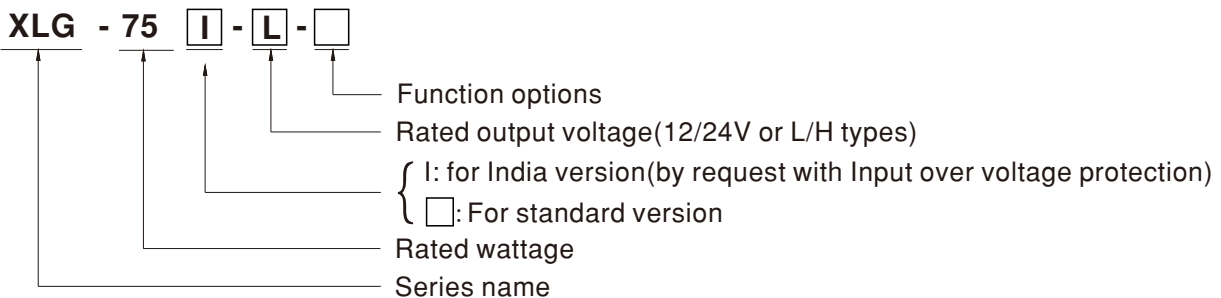 XLG - 75 I - L - □
Function options
Rated output voltage(12/24V or L/H types)
I: for India version(by request with Input over voltage protection)
□: For standard version
Rated wattage
Series name